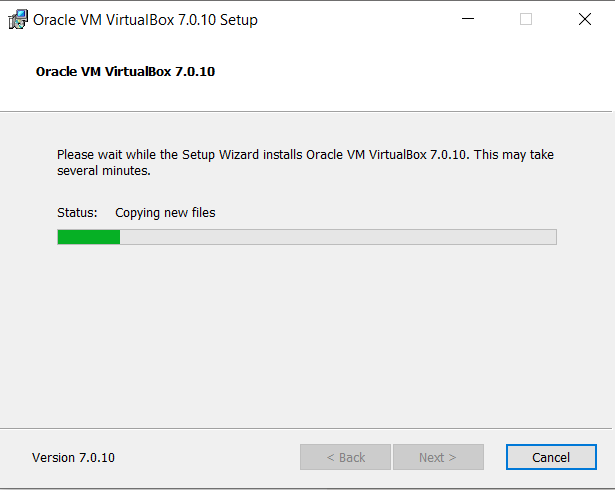 Oracle VM VirtualBox 7.0.10 Setup
Oracle VM VirtualBox 7.0.10
Please wait while the Setup Wizard installs Oracle VM VirtualBox 7.0.10. This may take
several minutes.
Status: Copying new files
Version 7.0.10
< Back
Next >
Cancel